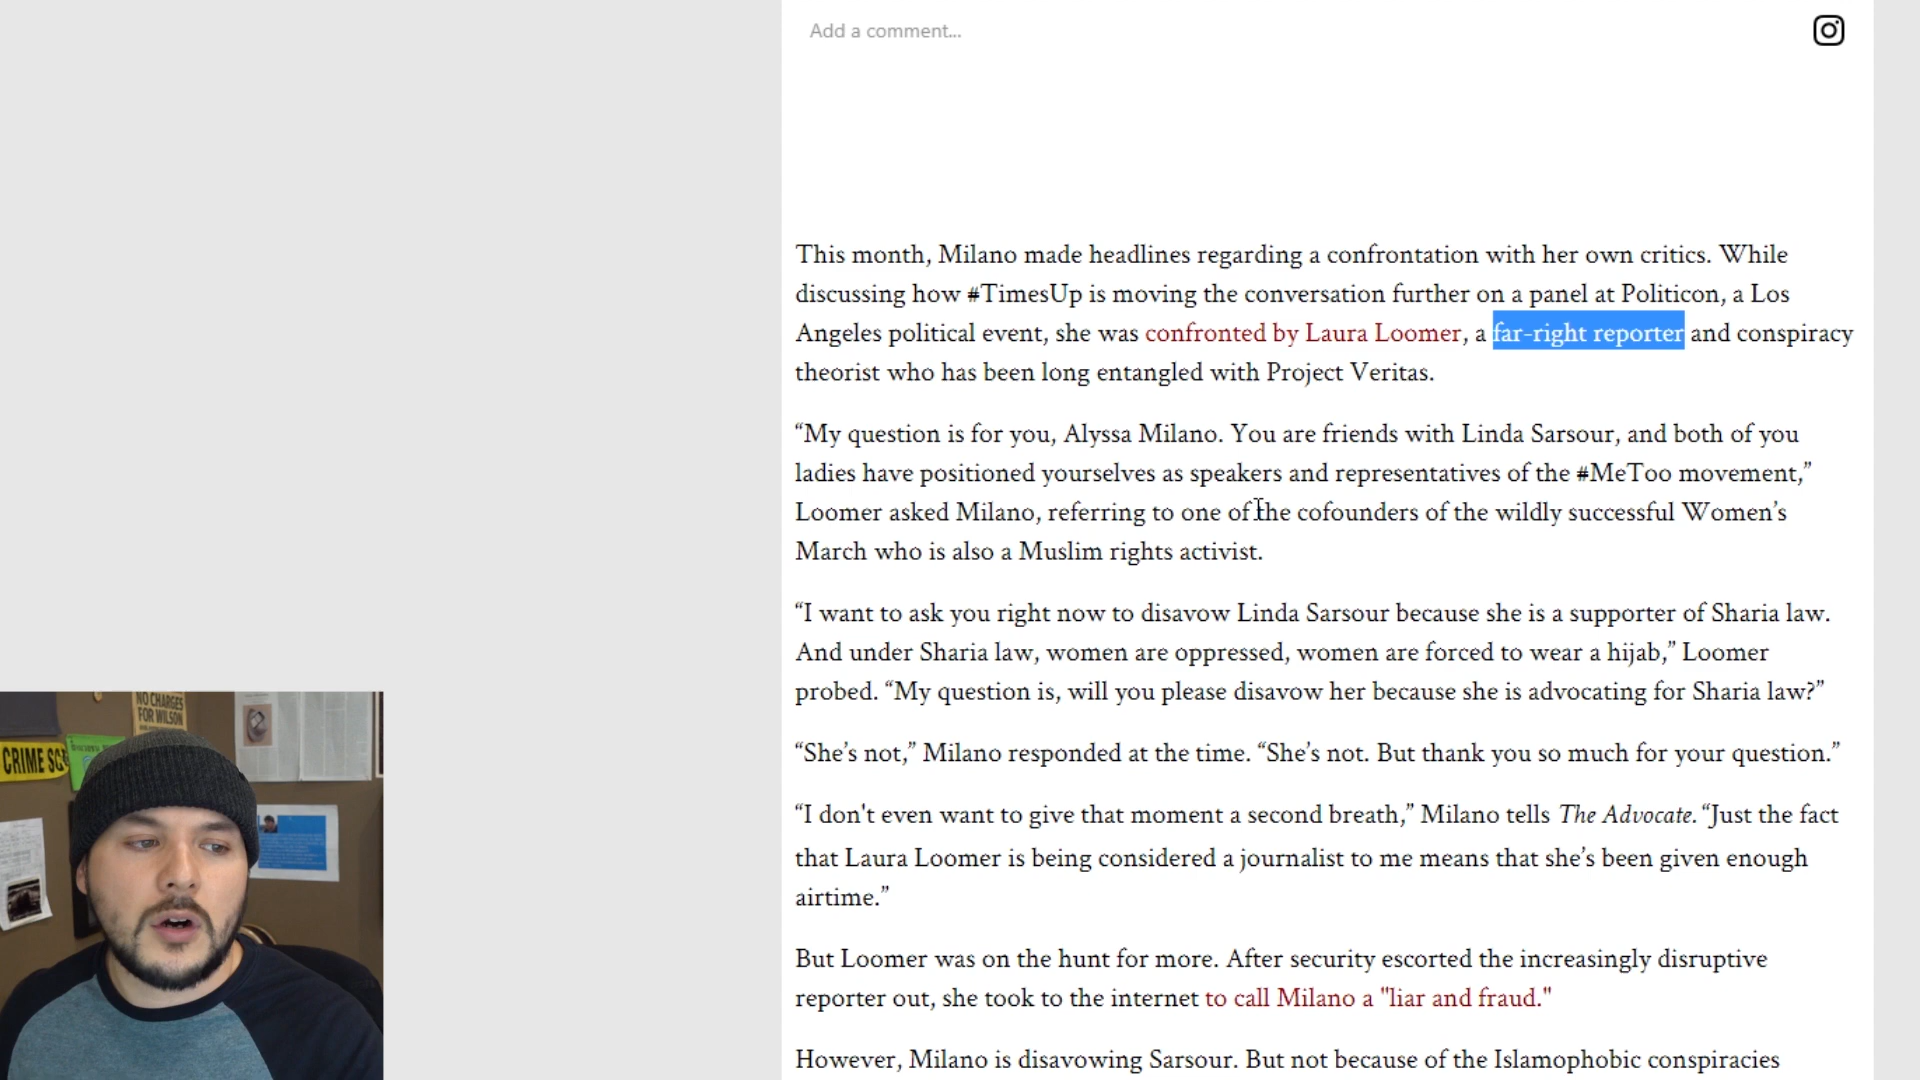 Add a comment...
This month, Milano made headlines regarding a confrontation with her own critics. While
discussing how #TimesUp is moving the conversation further on a panel at Politicon, a Los
Angeles political event, she was confronted by Laura Loomer, a far-right reporter and conspiracy
theorist who has been long entangled with Project Veritas.
“My question is for you, Alyssa Milano. You are friends with Linda Sarsour, and both of you
ladies have positioned yourselves as speakers and representatives of the #MeToo movement,”
Loomer asked Milano, referring to one of the cofounders of the wildly successful Women’s
March who is also a Muslim rights activist.
“I want to ask you right now to disavow Linda Sarsour because she is a supporter of Sharia law.
And under Sharia law, women are oppressed, women are forced to wear a hijab,” Loomer
probed. “My question is, will you please disavow her because she is advocating for Sharia law?”
“She’s not,” Milano responded at the time. “She’s not. But thank you so much for your question.”
“I don't even want to give that moment a second breath,” Milano tells The Advocate. “Just the fact
that Laura Loomer is being considered a journalist to me means that she’s been given enough
airtime.”
But Loomer was on the hunt for more. After security escorted the increasingly disruptive
reporter out, she took to the internet to call Milano a "liar and fraud."
However, Milano is disavowing Sarsour. But not because of the Islamophobic conspiracies
NO CHARGES
FOR WILSON
CRIME SC